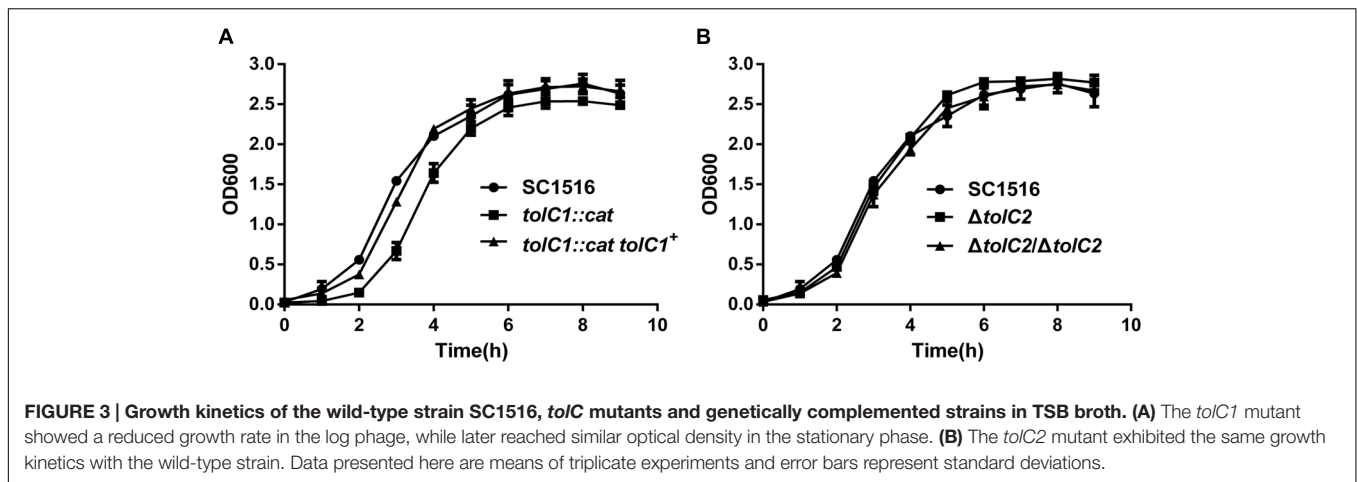 A
3.0
2.5
2.0
1.5
1.0
0.5
0.0
OD600
0 2 4 6 8 10
Time(h)
SC1516
tolC1::cat
tolC1::cat tolC1+
B
3.0
2.5
2.0
1.5
1.0
0.5
0.0
OD600
0 2 4 6 8 10
Time(h)
SC1516
ΔtolC2
ΔtolC2/ΔtolC2
FIGURE 3 | Growth kinetics of the wild-type strain SC1516, tolC mutants and genetically complemented strains in TSB broth. (A) The tolC1 mutant
showed a reduced growth rate in the log phage, while later reached similar optical density in the stationary phase. (B) The tolC2 mutant exhibited the same growth
kinetics with the wild-type strain. Data presented here are means of triplicate experiments and error bars represent standard deviations.